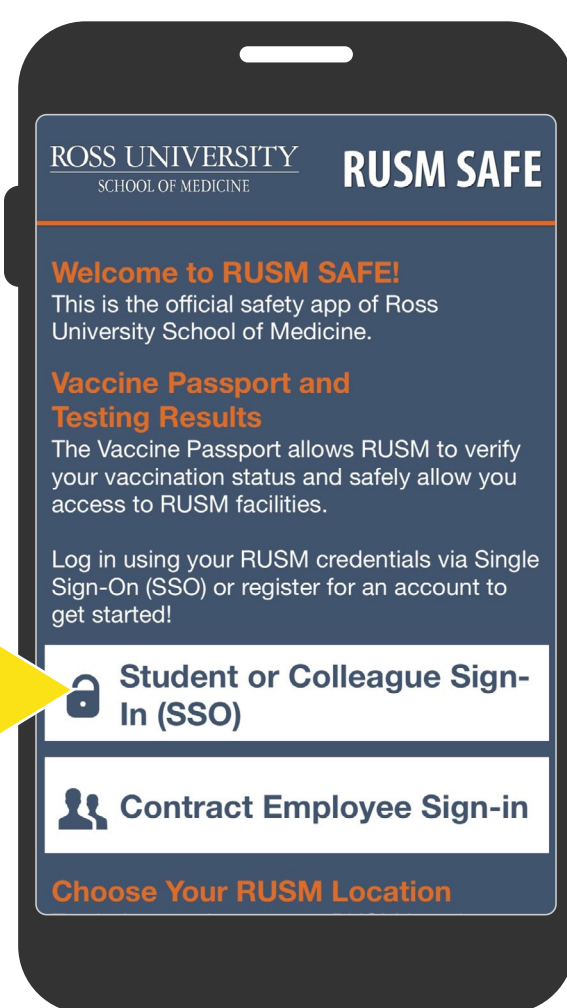 ROSS UNIVERSITY
SCHOOL OF MEDICINE
RUSM SAFE
Welcome to RUSM SAFE!
This is the official safety app of Ross
University School of Medicine.
Vaccine Passport and
Testing Results
The Vaccine Passport allows RUSM to verify
your vaccination status and safely allow you
access to RUSM facilities.
Log in using your RUSM credentials via Single
Sign-On (SSO) or register for an account to
get started!
Student or Colleague Sign-
In (SSO)
Contract Employee Sign-in
Choose Your RUSM Location